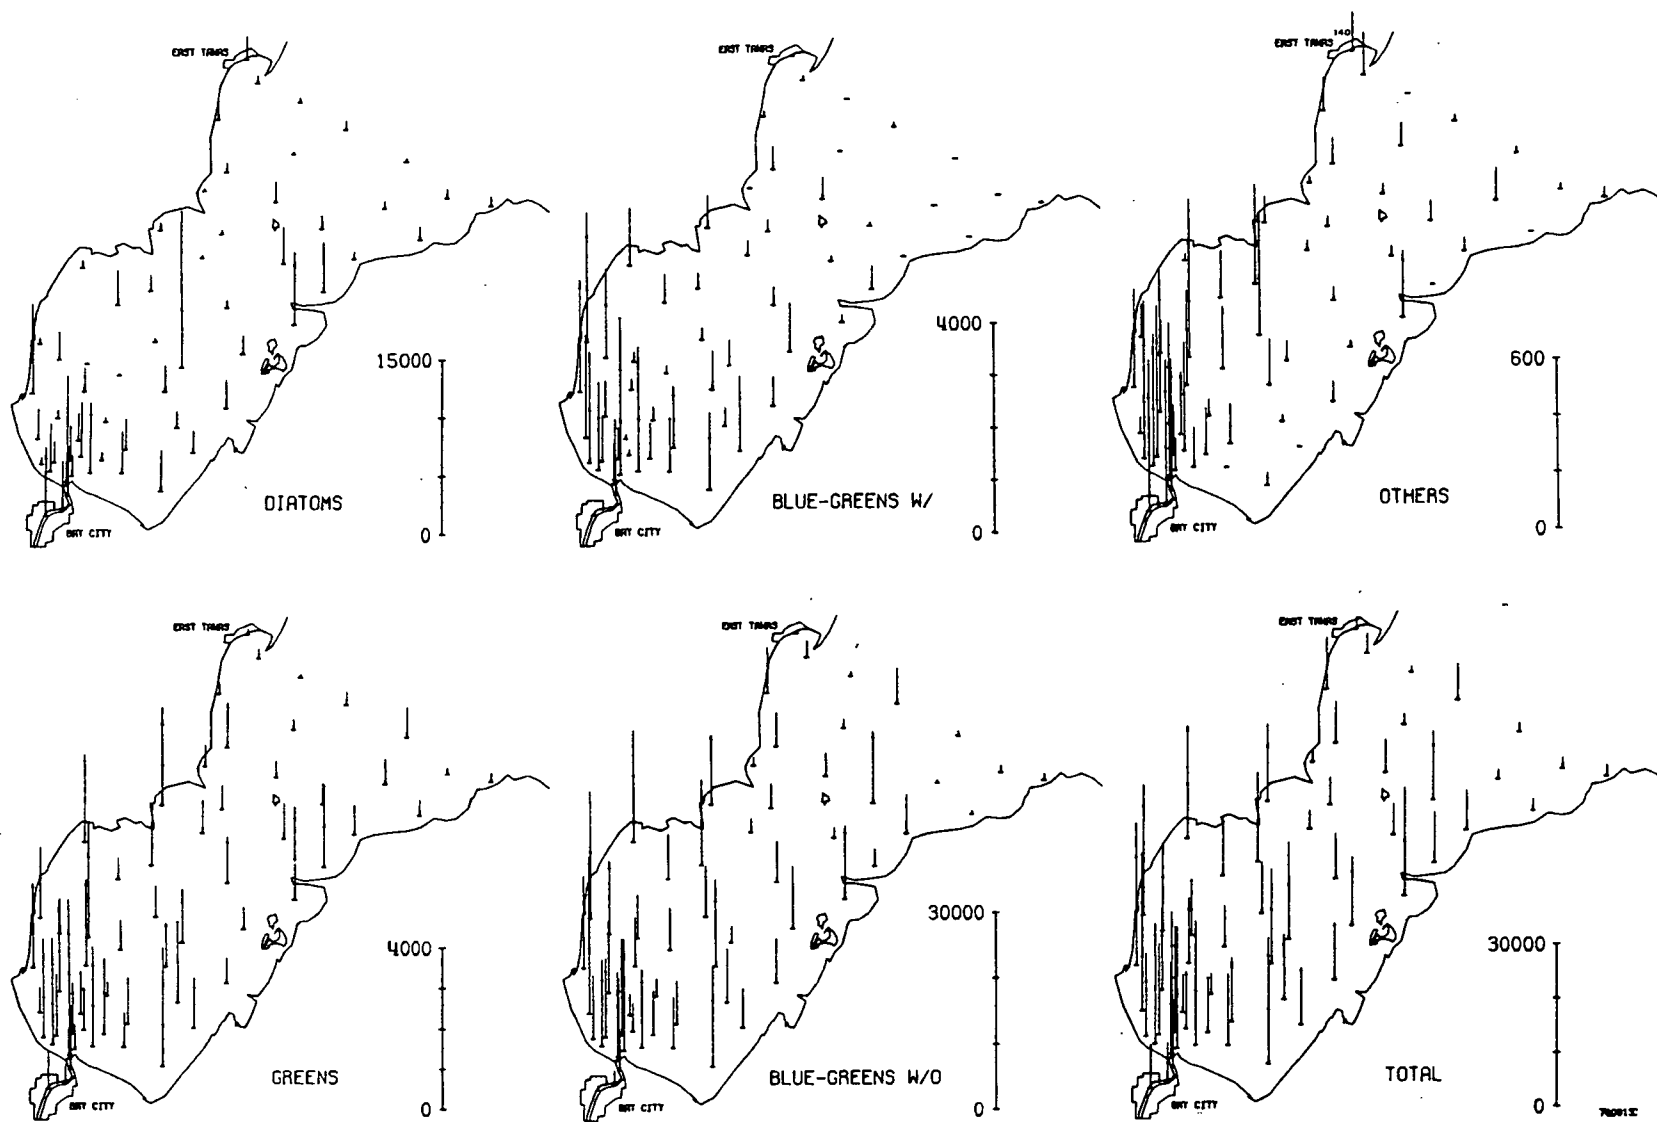 EAST TAWAS
15000
0
DIATOMS
BAY CITY
EAST TAWAS
4000
0
BLUE-GREENS W/
BAY CITY
EAST TAWAS
140
600
0
OTHERS
BAY CITY
EAST TAWAS
4000
0
GREENS
BAY CITY
EAST TAWAS
30000
0
BLUE-GREENS W/O
BAY CITY
EAST TAWAS
30000
0
TOTAL
BAY CITY